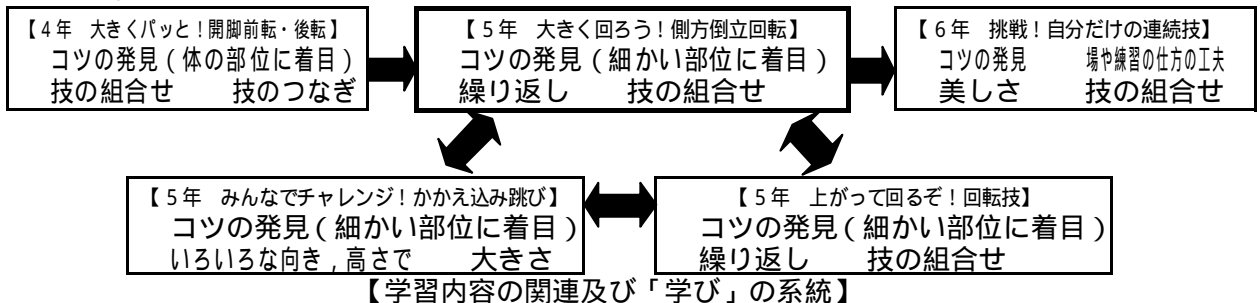 【4年 大きくパッと!開脚前転・後転】
コツの発見(体の部位に着目)
技の組合せ 技のつなぎ
【5年 大きく回ろう!側方倒立回転】
コツの発見(細かい部位に着目)
繰り返し 技の組合せ
【6年 挑戦!自分だけの連続技】
コツの発見 場や練習の仕方の工夫
美しさ 技の組合せ
【5年 みんなでチャレンジ!かかえ込み跳び】
コツの発見(細かい部位に着目)
いろいろな向き,高さで 大きさ
【5年 上がって回るぞ!回転技】
コツの発見(細かい部位に着目)
繰り返し 技の組合せ
【学習内容の関連及び「学び」の系統】